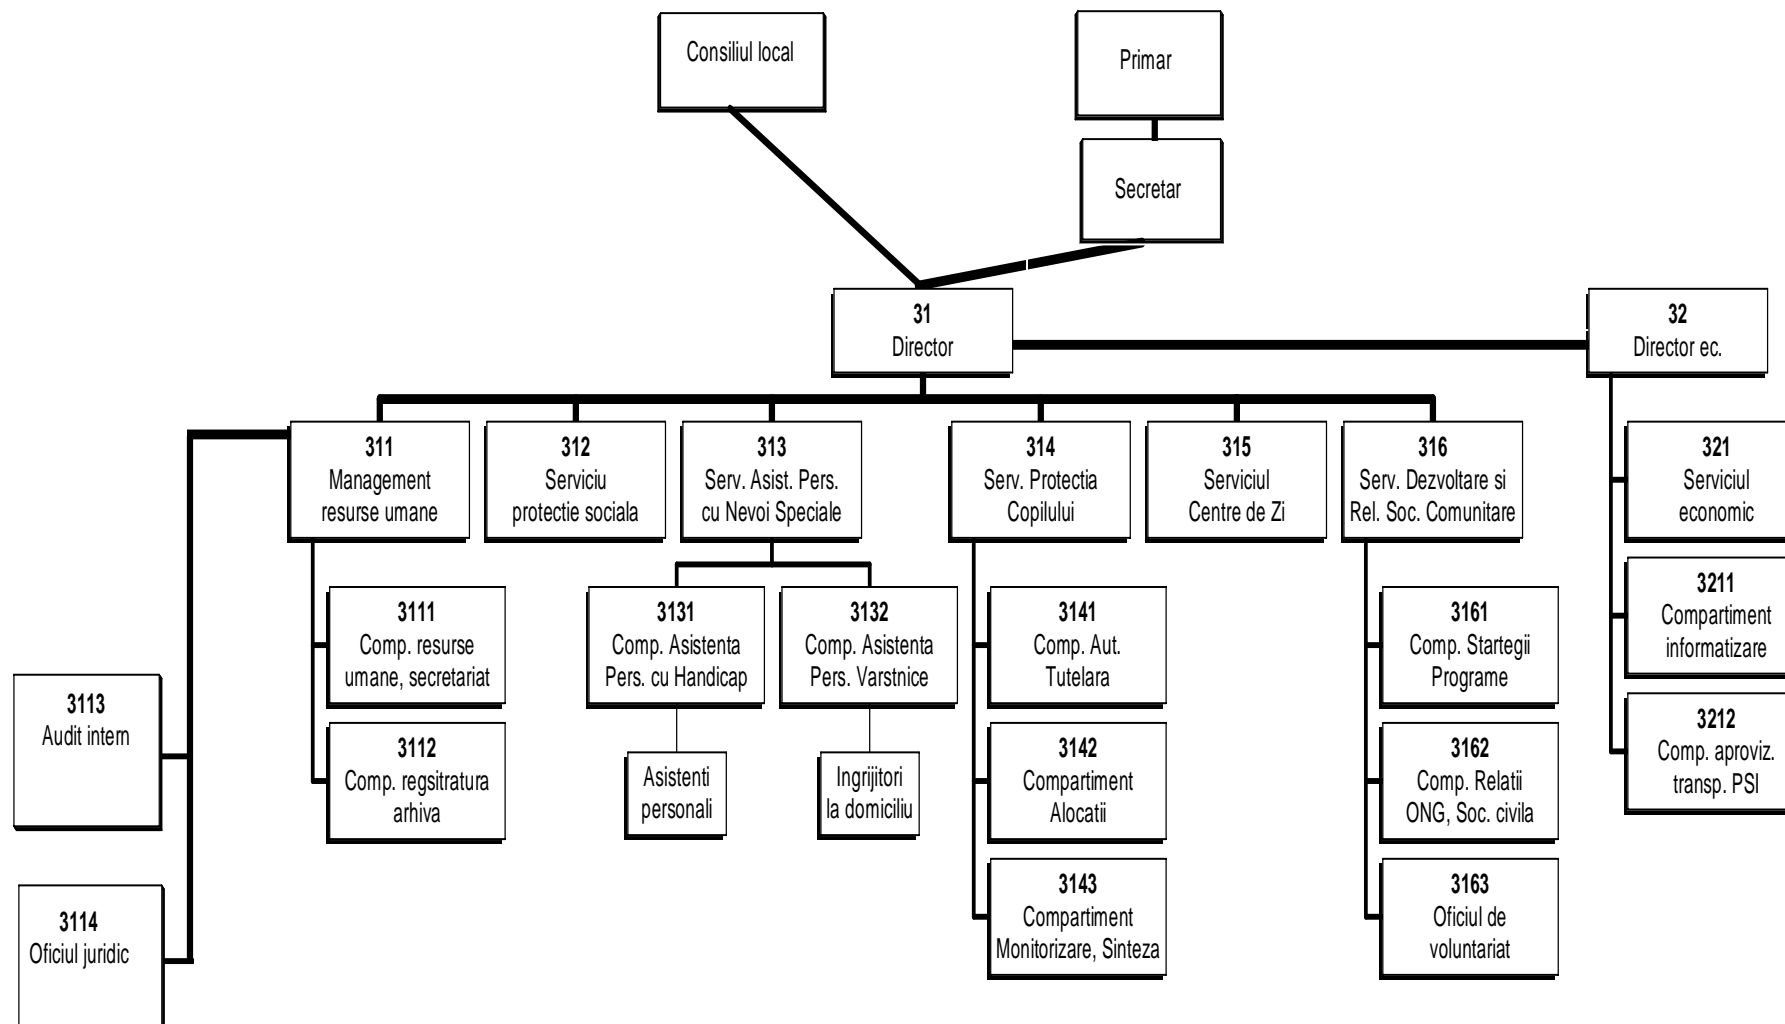 Consiliul local
Primar
Secretar
31
Director
32
Director ec.
311
Management
resurse umane
312
Serviciu
protectie sociala
313
Serv. Asist. Pers.
cu Nevoi Speciale
314
Serv. Protectia
Copilului
315
Serviciul
Centre de Zi
316
Serv. Dezvoltare si
Rel. Soc. Comunitare
321
Serviciul
economic
3111
Comp. resurse
umane, secretariat
3112
Comp. regsitratura
arhiva
3113
Audit intern
3114
Oficiul juridic
3131
Comp. Asistenta
Pers. cu Handicap
Asistenti
personali
3132
Comp. Asistenta
Pers. Varstnice
Ingrijitori
la domiciliu
3141
Comp. Aut.
Tutelara
3142
Compartiment
Alocatii
3143
Compartiment
Monitorizare, Sinteza
3161
Comp. Startegii
Programe
3162
Comp. Relatii
ONG, Soc. civila
3163
Oficiul de
voluntariat
3211
Compartiment
informatizare
3212
Comp. aproviz.
transp. PSI